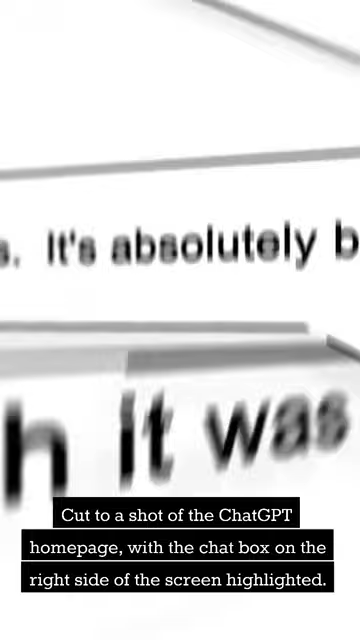 s. It's absolutely b
h it was
Cut to a shot of the ChatGPT
homepage, with the chat box on the
right side of the screen highlighted.